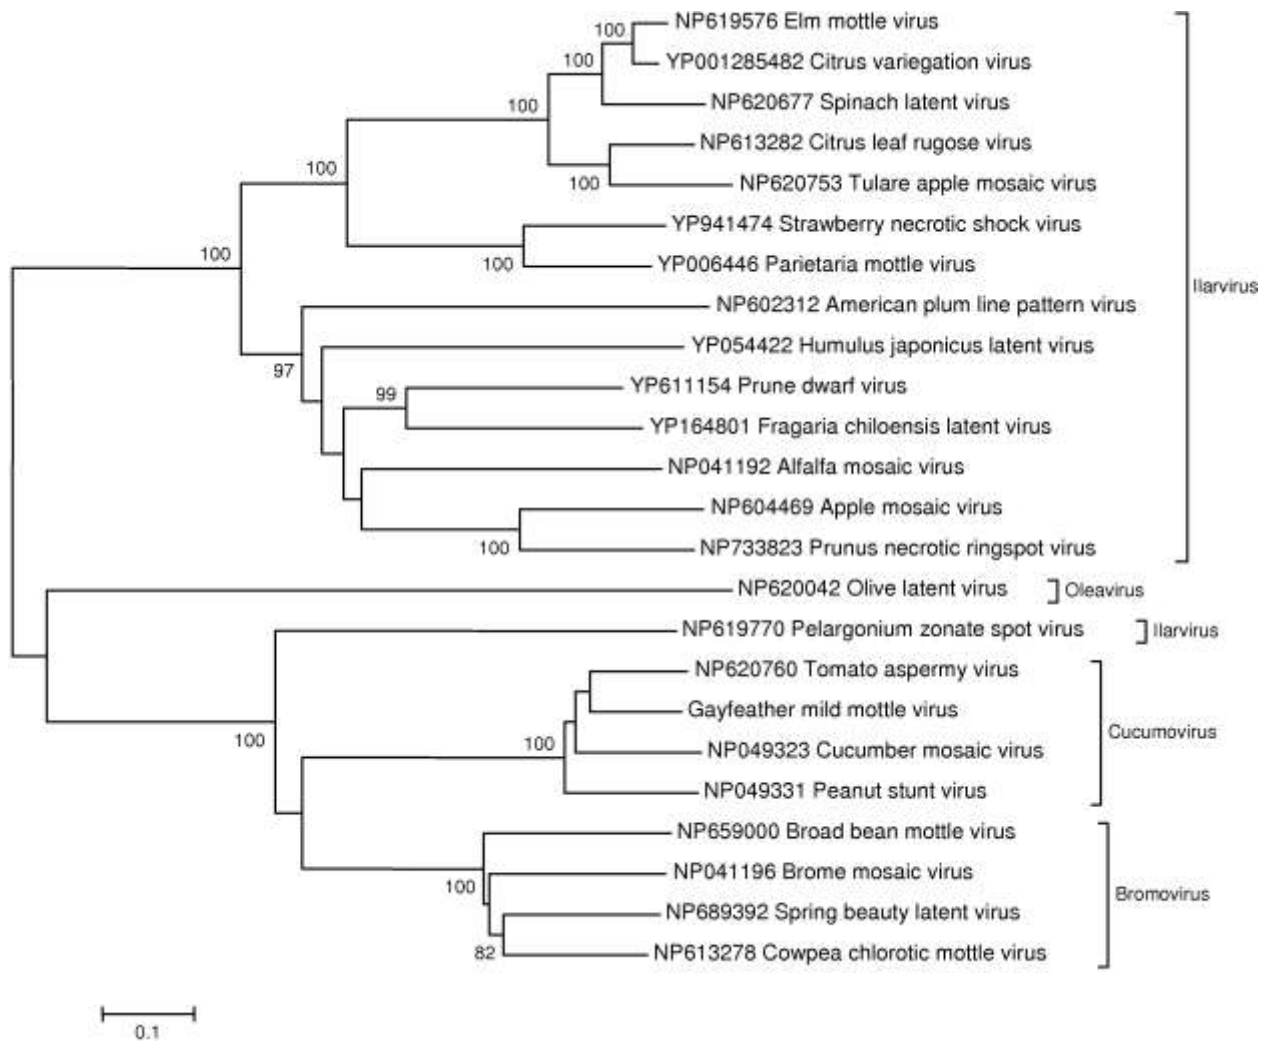 100
NP619576 Elm mottle virus
100
YP001285482 Citrus variegation virus
100
NP620677 Spinach latent virus
100
NP613282 Citrus leaf rugose virus
100
NP620753 Tulare apple mosaic virus
100
YP941474 Strawberry necrotic shock virus
100
100
YP006446 Parietaria mottle virus
Ilarvirus
NP602312 American plum line pattern virus
YP054422 Humulus japonicus latent virus
97
99
YP611154 Prune dwarf virus
YP164801 Fragaria chiloensis latent virus
NP041192 Alfalfa mosaic virus
NP604469 Apple mosaic virus
100
NP733823 Prunus necrotic ringspot virus
NP620042 Olive latent virus
Oleavirus
NP619770 Pelargonium zonate spot virus
Ilarvirus
NP620760 Tomato aspermy virus
Gayfeather mild mottle virus
100
100
NP049323 Cucumber mosaic virus
Cucumovirus
NP049331 Peanut stunt virus
NP659000 Broad bean mottle virus
NP041196 Brome mosaic virus
100
Bromovirus
NP689392 Spring beauty latent virus
82
NP613278 Cowpea chlorotic mottle virus
0.1